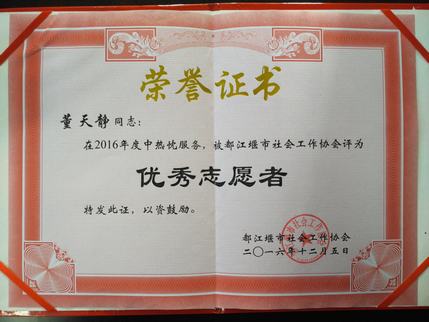 荣誉证书
董天静同志：
在2016年度中热忱服务，被都江堰市社会工作协会评为
优秀志愿者
特发此证，以资鼓励。
都江堰市社会工作协会
二〇一六年十二月五日